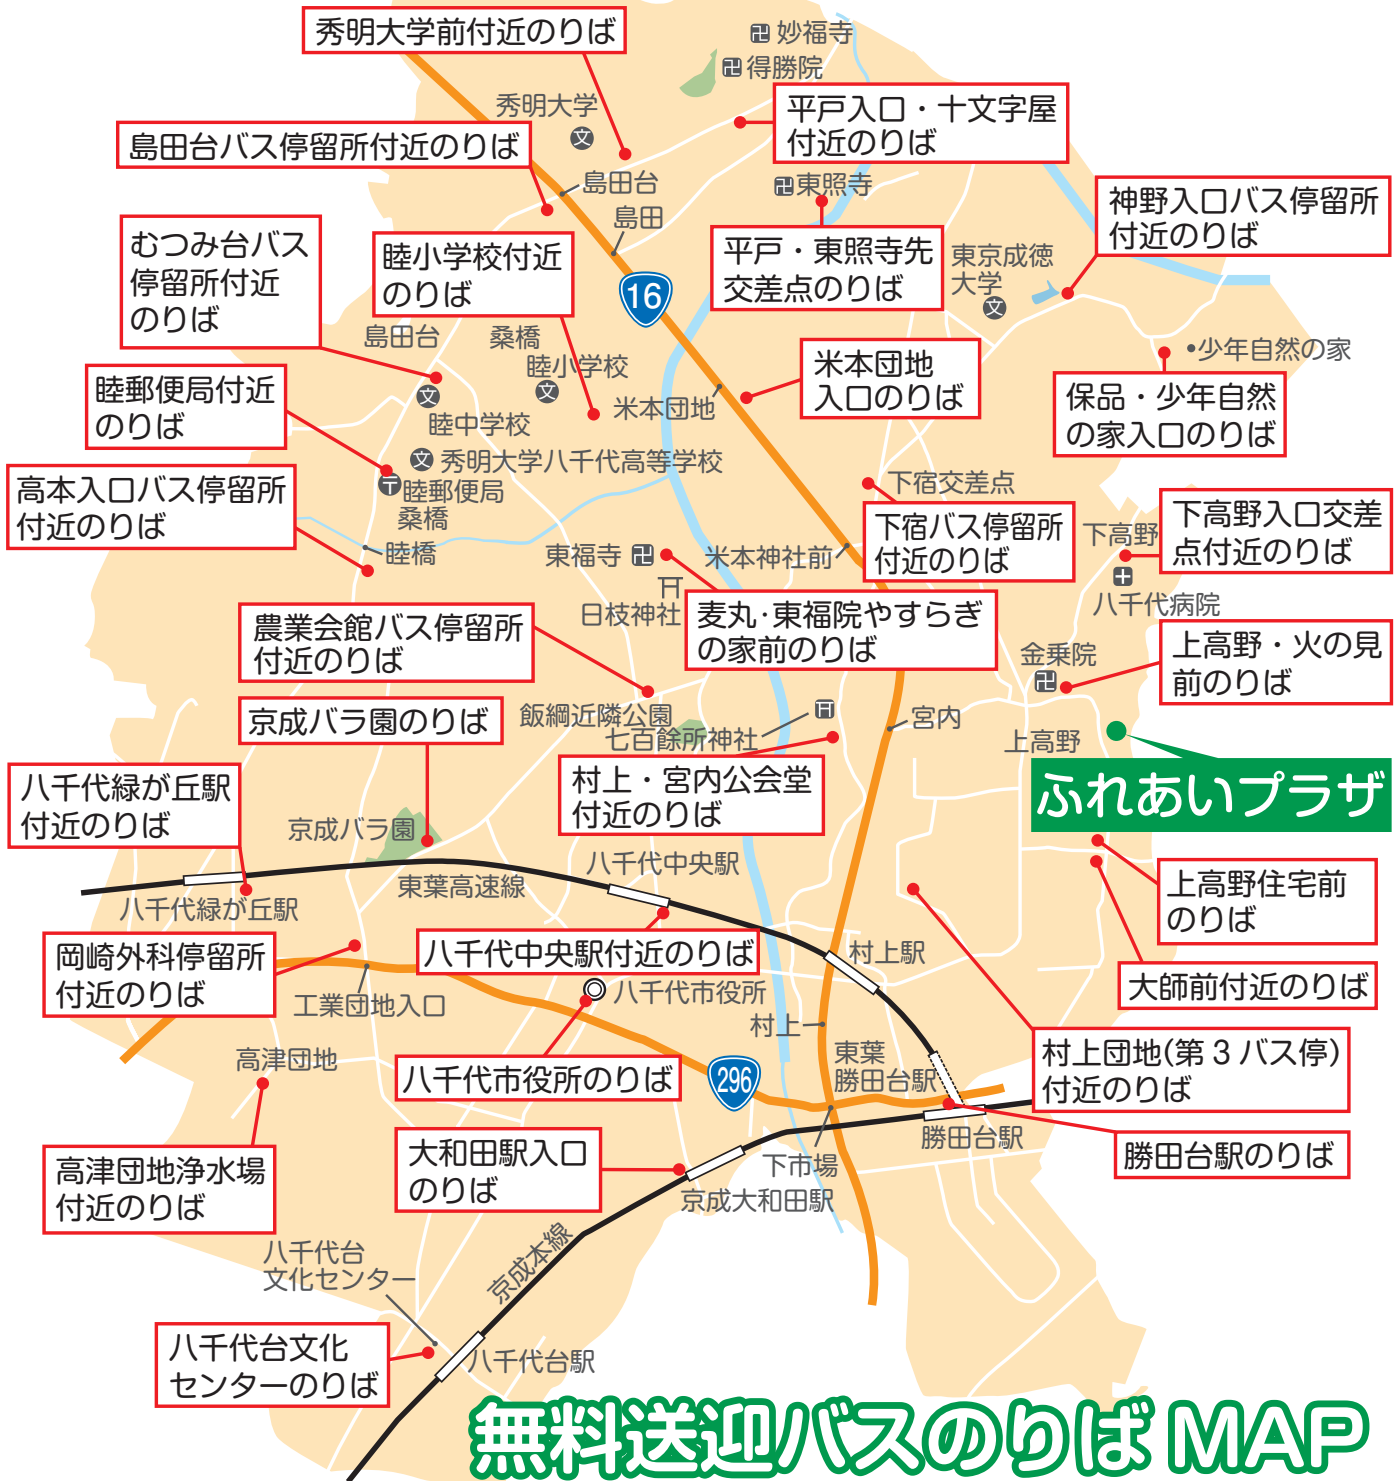 秀明大学前付近のりば
妙福寺
得勝院
秀明大学
文
平戸入口・十文字屋
付近のりば
島田台バス停留所付近のりば
島田台
東照寺
神野入口バス停留所
付近のりば
島田
むつみ台バス
停留所付近
のりば
睦小学校付近
のりば
平戸・東照寺先
交差点のりば
東京成徳
大学
文
16
島田台
桑橋
睦小学校
文
米本団地
入口のりば
少年自然の家
保品・少年自然
の家入口のりば
睦郵便局付近
のりば
文
睦中学校
米本団地
文
秀明大学八千代高等学校
高本入口バス停留所
付近のりば
睦郵便局
桑橋
下宿交差点
下宿バス停留所
付近のりば
下高野
下高野入口交差
点付近のりば
睦橋
東福寺
米本神社前
八千代病院
日枝神社
麦丸・東福院やすらぎ
の家前のりば
農業会館バス停留所
付近のりば
金乗院
上高野・火の見
前のりば
京成バラ園のりば
飯綱近隣公園
七百餘所神社
宮内
上高野
ふれあいプラザ
八千代緑が丘駅
付近のりば
村上・宮内公会堂
付近のりば
京成バラ園
東葉高速線
八千代中央駅
上高野住宅前
のりば
八千代緑が丘駅
岡崎外科停留所
付近のりば
八千代中央駅付近のりば
村上駅
大師前付近のりば
工業団地入口
八千代市役所
村上
高津団地
八千代市役所のりば
296
東葉
勝田台駅
村上団地(第3バス停)
付近のりば
勝田台駅
勝田台駅のりば
高津団地浄水場
付近のりば
大和田駅入口
のりば
下市場
京成大和田駅
八千代台
文化センター
京成本線
八千代台文化
センターのりば
八千代台駅
無料送迎バスのりばMAP